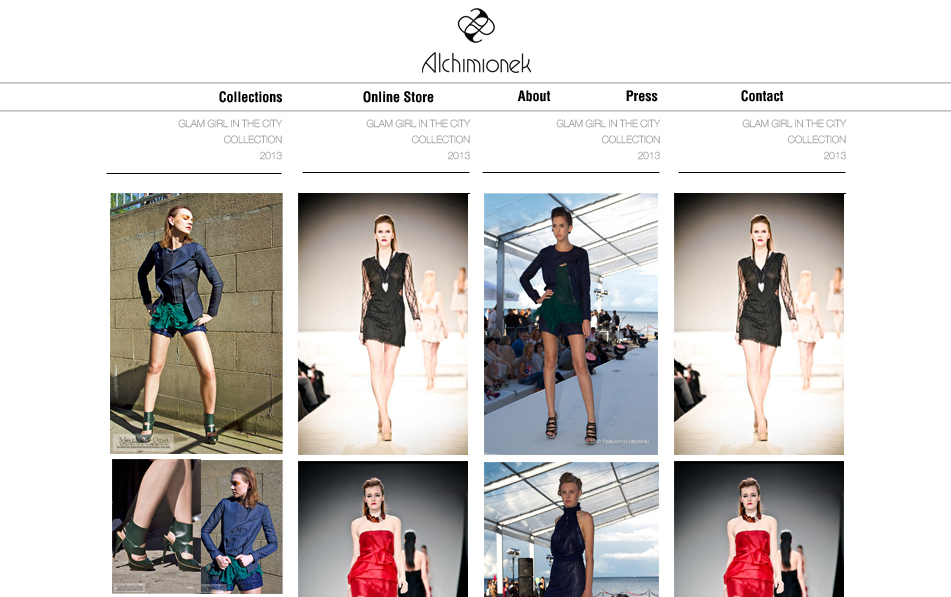 Alchimionek
Collections Online Store About Press Contact
GLAM GIRL IN THE CITY
COLLECTION
2013
GLAM GIRL IN THE CITY
COLLECTION
2013
GLAM GIRL IN THE CITY
COLLECTION
2013
GLAM GIRL IN THE CITY
COLLECTION
2013